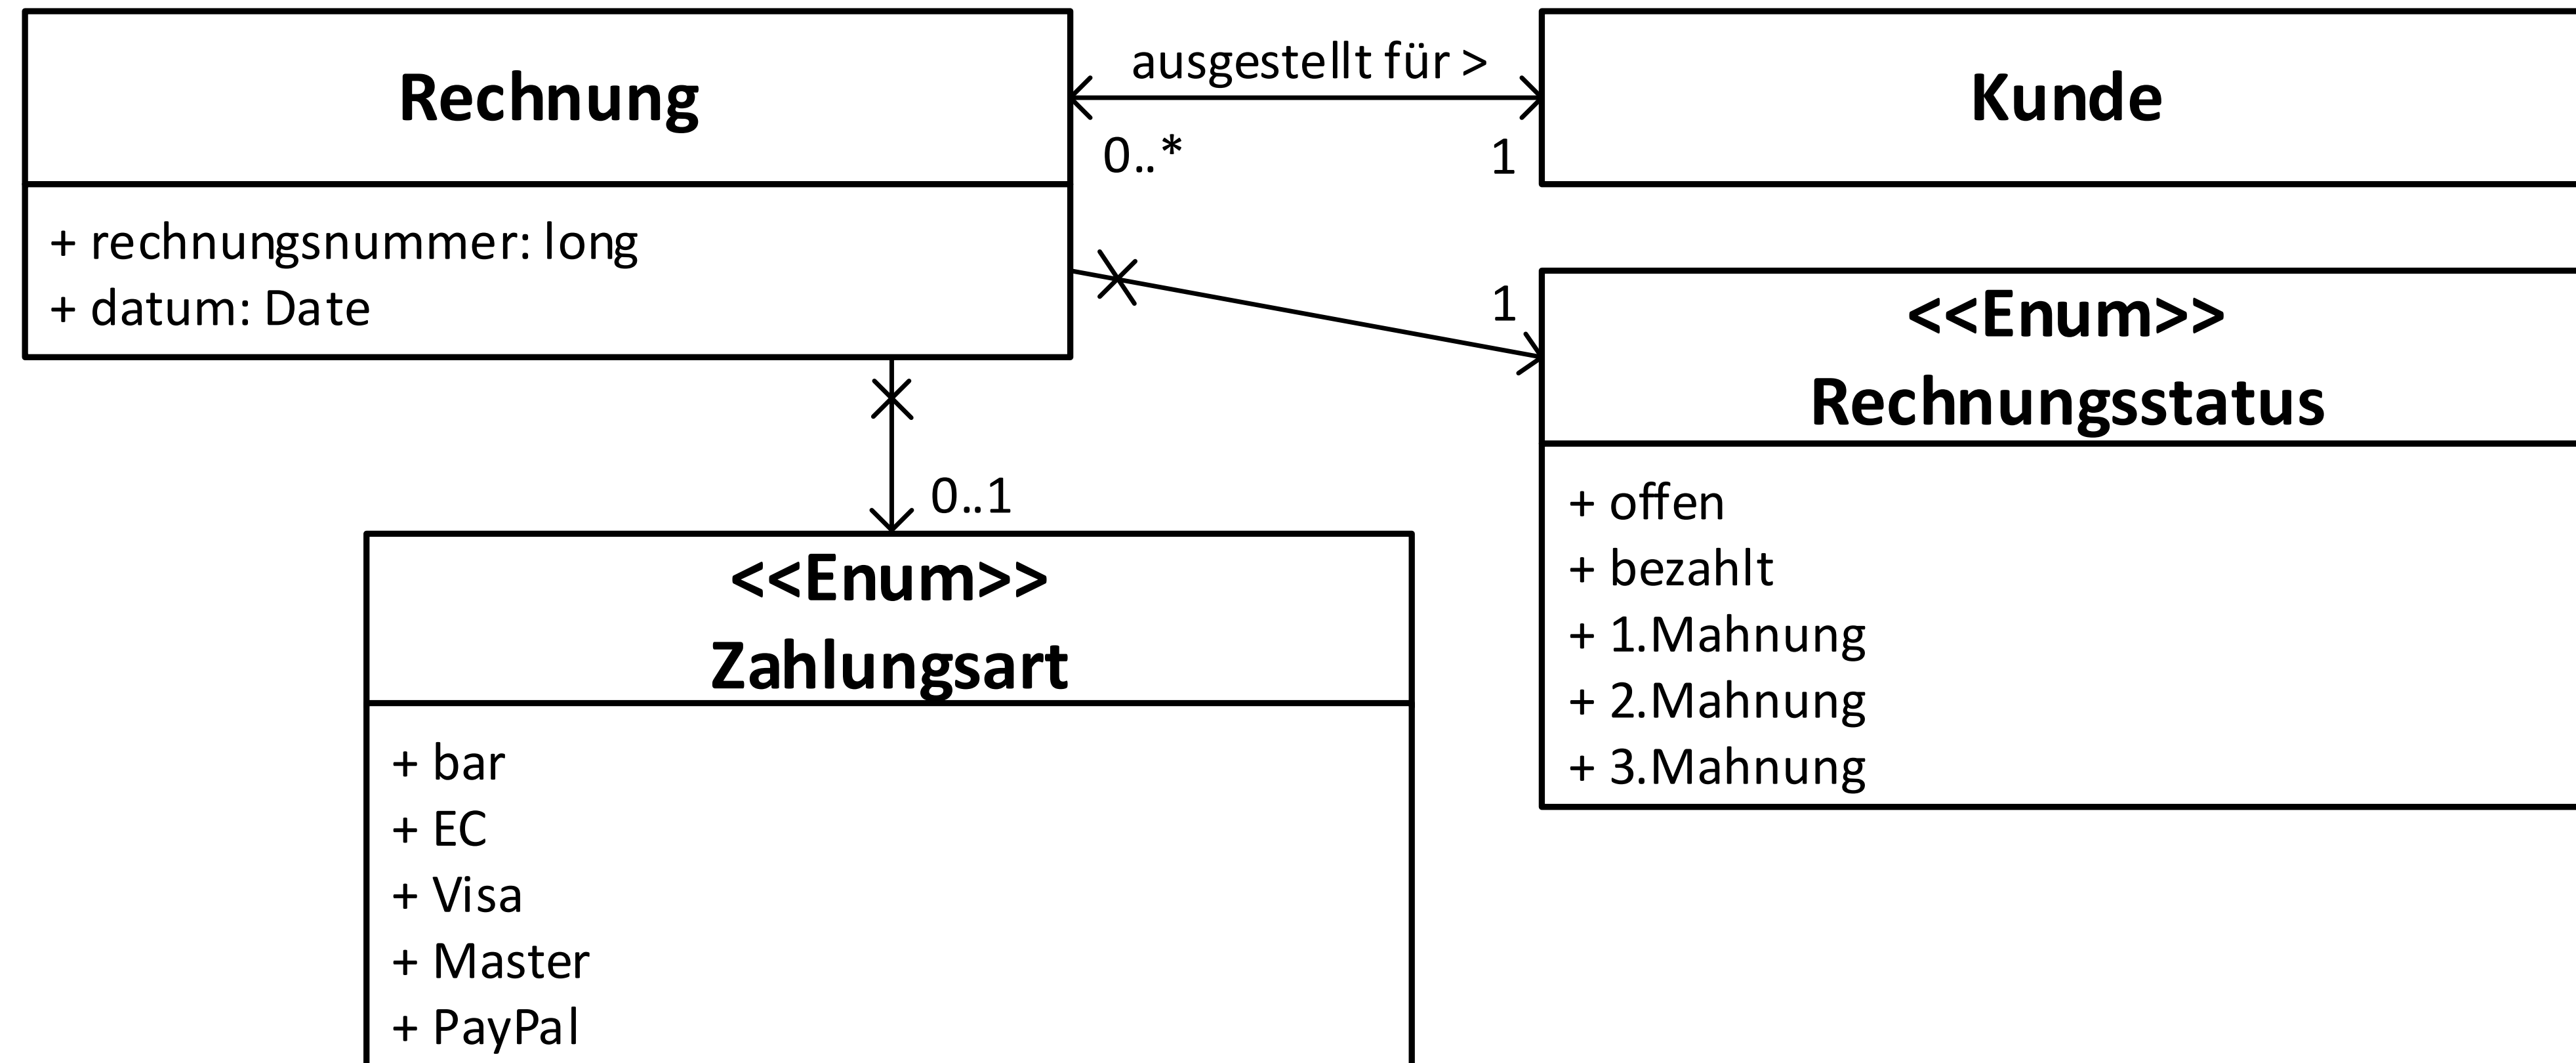 Rechnung
+ rechnungsnummer: long
+ datum: Date
ausgestellt für >
0..*
1
Kunde
1
<<Enum>>
Rechnungsstatus
+ offen
+ bezahlt
+ 1.Mahnung
+ 2.Mahnung
+ 3.Mahnung
0..1
<<Enum>>
Zahlungsart
+ bar
+ EC
+ Visa
+ Master
+ PayPal